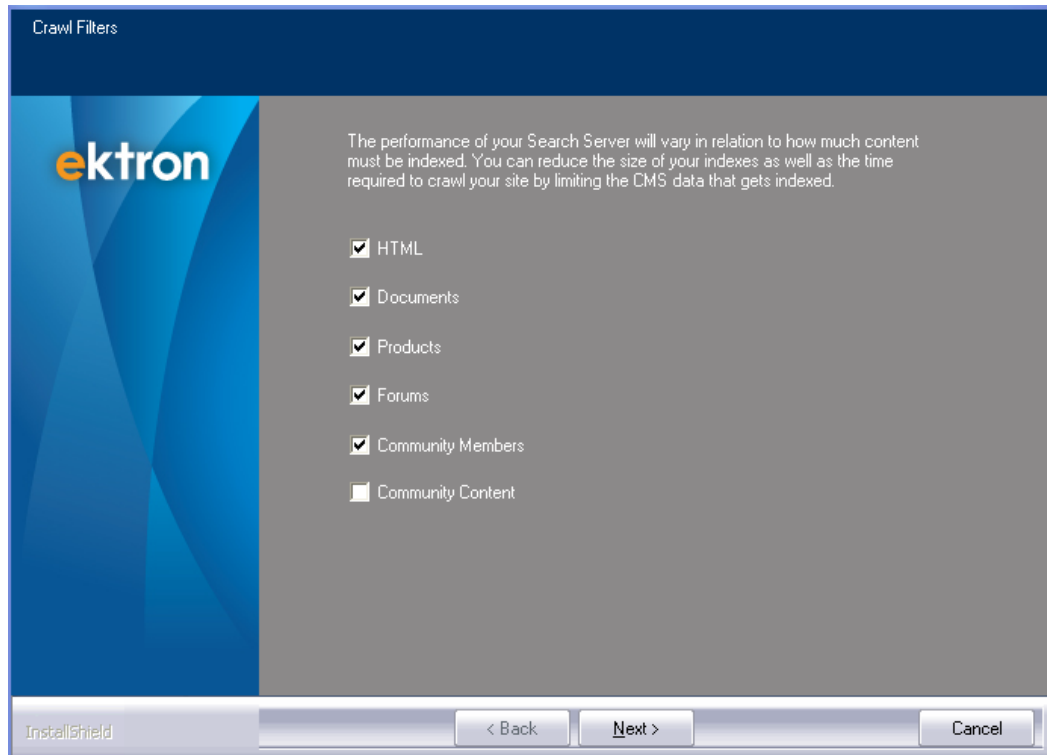 Crawl Filters
ektron
The performance of your Search Server will vary in relation to how much content
must be indexed. You can reduce the size of your indexes as well as the time
required to crawl your site by limiting the CMS data that gets indexed.
HTML
Documents
Products
Forums
Community Members
Community Content
InstallShield
< Back
Next >
Cancel